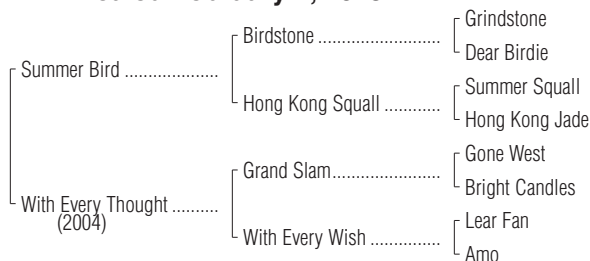 Grindstone
Birdstone ..........................
Dear Birdie
Summer Bird ....................
Summer Squall
Hong Kong Squall ............
Hong Kong Jade
Gone West
Grand Slam.......................
Bright Candles
With Every Thought ..........
(2004)
Lear Fan
With Every Wish ...............
Amo